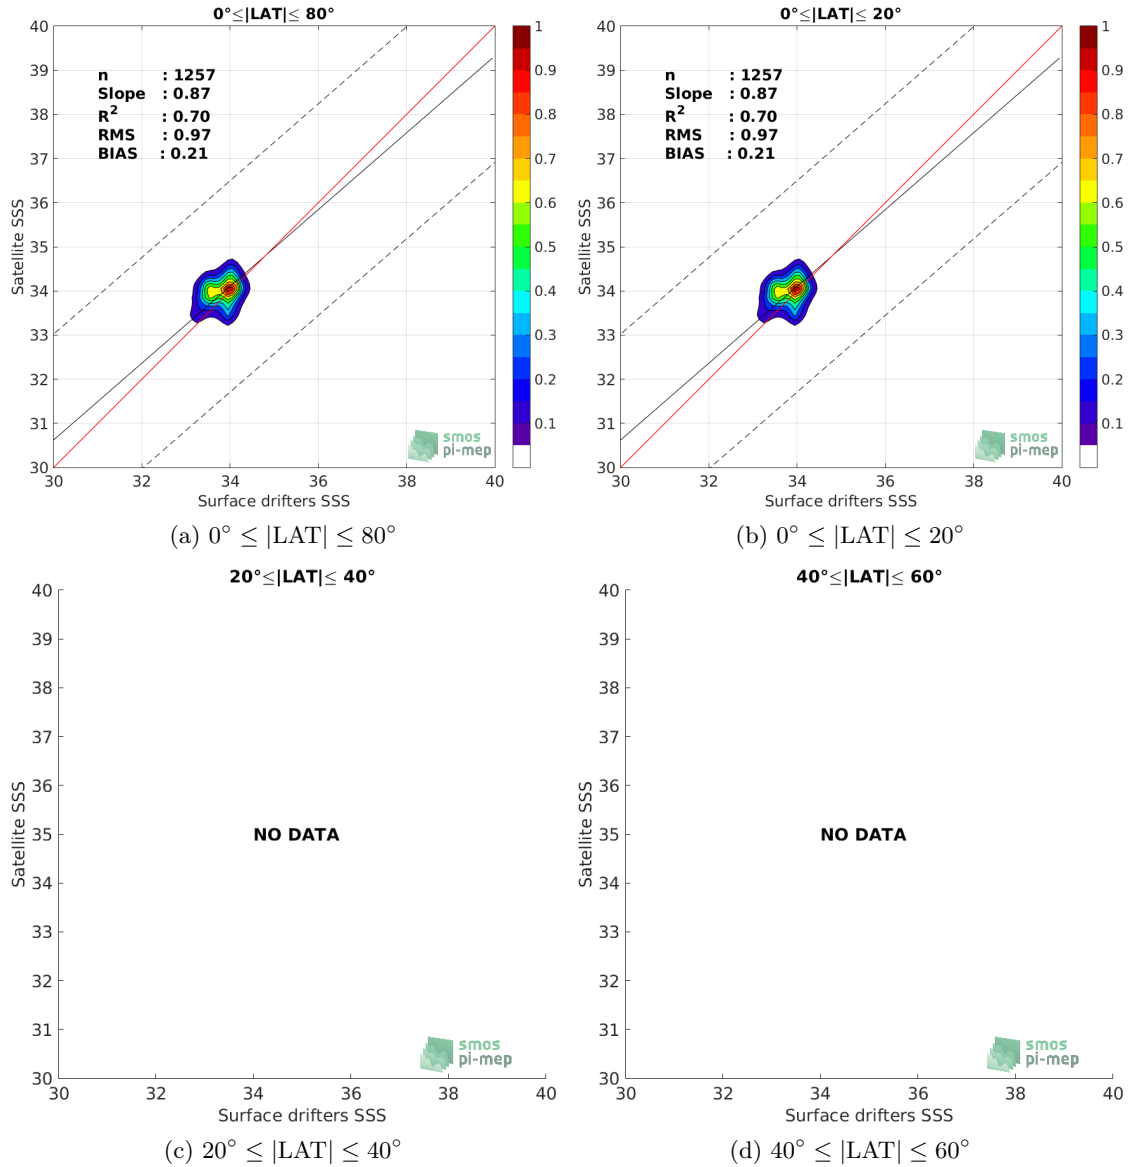 0°≤|LAT|≤ 80°
40
39
38
37
36
35
34
33
32
31
30
30 32 34 36 38 40
Satellite SSS
Surface drifters SSS
n : 1257
Slope : 0.87
R² : 0.70
RMS : 0.97
BIAS : 0.21
smos
pi-mep
1
0.9
0.8
0.7
0.6
0.5
0.4
0.3
0.2
0.1
(a) 0° ≤ |LAT| ≤ 80°
0°≤|LAT|≤ 20°
40
39
38
37
36
35
34
33
32
31
30
30 32 34 36 38 40
Satellite SSS
Surface drifters SSS
n : 1257
Slope : 0.87
R² : 0.70
RMS : 0.97
BIAS : 0.21
smos
pi-mep
1
0.9
0.8
0.7
0.6
0.5
0.4
0.3
0.2
0.1
(b) 0° ≤ |LAT| ≤ 20°
20°≤|LAT|≤ 40°
40
39
38
37
36
35
34
33
32
31
30
30 32 34 36 38 40
Satellite SSS
Surface drifters SSS
NO DATA
smos
pi-mep
(c) 20° ≤ |LAT| ≤ 40°
40°≤|LAT|≤ 60°
40
39
38
37
36
35
34
33
32
31
30
30 32 34 36 38 40
Satellite SSS
Surface drifters SSS
NO DATA
smos
pi-mep
(d) 40° ≤ |LAT| ≤ 60°